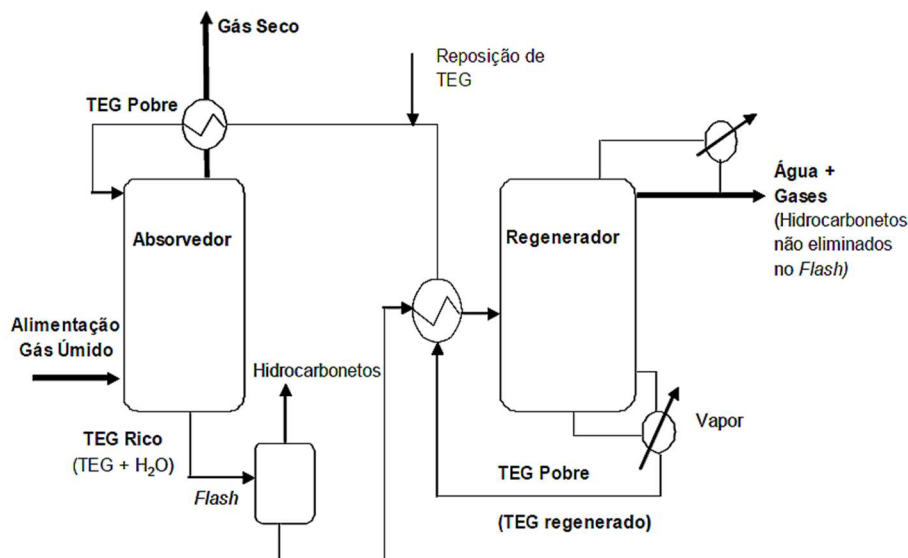 Gás Seco
Reposição de
TEG
TEG Pobre
Água +
Gases
(Hidrocarbonetos
não eliminados
no Flash)
Absorvedor
Regenerador
Alimentação
Gás Úmido
Hidrocarbonetos
Vapor
TEG Rico
(TEG + H₂O)
Flash
TEG Pobre
(TEG regenerado)